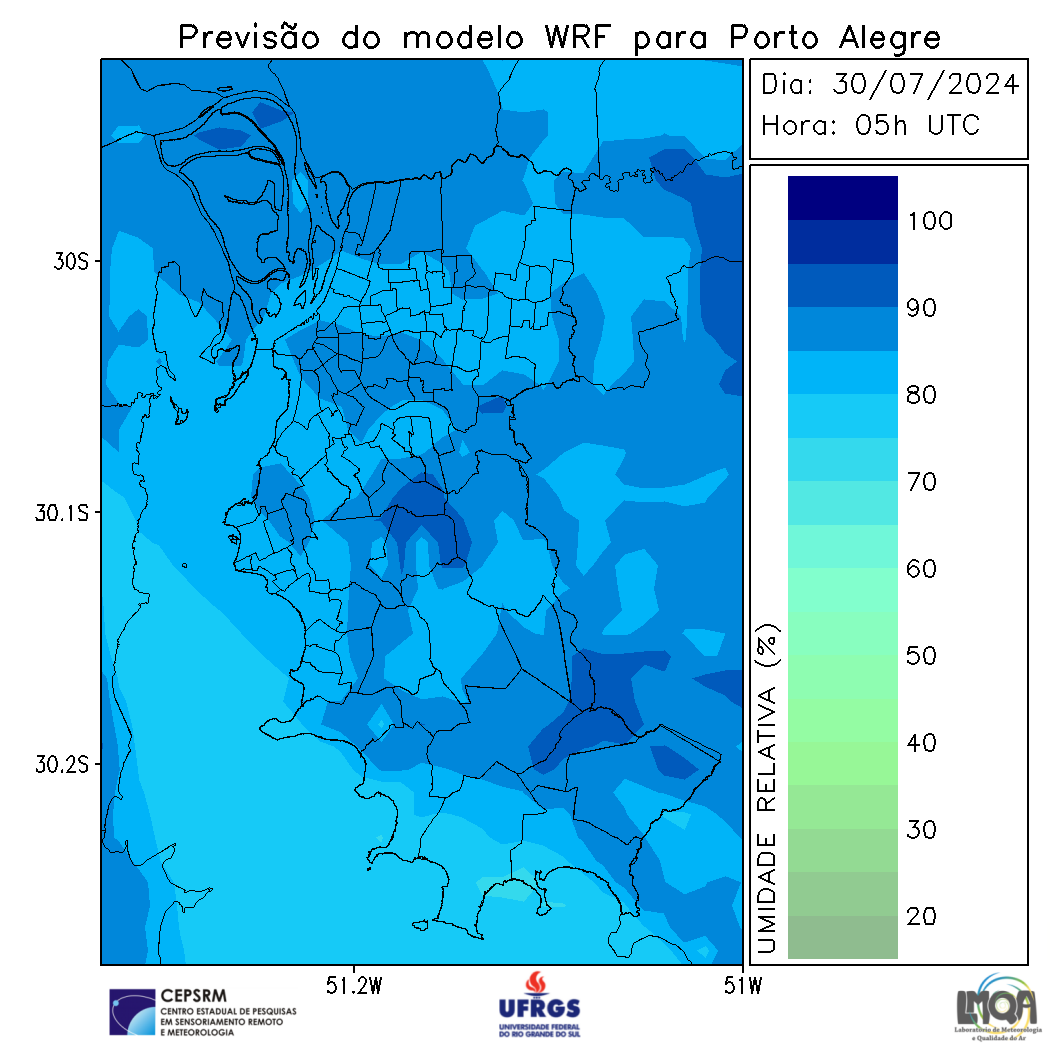 Previsão do modelo WRF para Porto Alegre
Dia: 30/07/2024
Hora: 05h UTC
30S
30.1S
30.2S
51.2W
51W
100
90
80
70
60
50
40
30
20
UMIDADE RELATIVA (%)
CEPSRM
CENTRO ESTADUAL DE PESQUISAS
EM SENSORIAMENTO REMOTO
E METEOROLOGIA
UFRGS
UNIVERSIDADE FEDERAL
DO RIO GRANDE DO SUL
LMQA
Laboratório de Meteorologia
e Qualidade do Ar